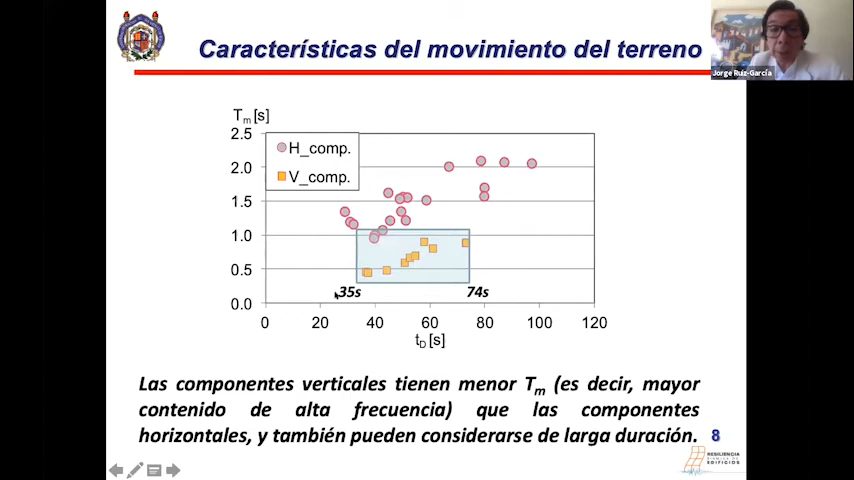 Características del movimiento del terreno
Jorge Ruiz-García
Tm [s]
2.5
2.0
1.5
1.0
0.5
0.0
H_comp.
V_comp.
35s
74s
0
20
40
60
80
100
120
tD [s]
Las componentes verticales tienen menor Tm (es decir, mayor
contenido de alta frecuencia) que las componentes
horizontales, y también pueden considerarse de larga duración.
8
RESILIENCIA
EDIFICIOS